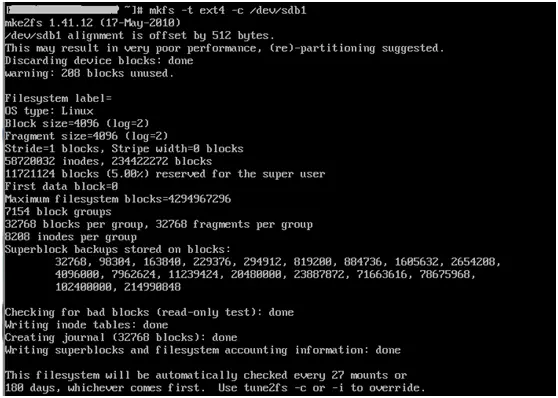 [ ~]# mkfs -t ext4 -c /dev/sdb1
mke2fs 1.41.12 (17-May-2010)
/dev/sdb1 alignment is offset by 512 bytes.
This may result in very poor performance, (re)-partitioning suggested.
Discarding device blocks: done
warning: 208 blocks unused.

Filesystem label=
OS type: Linux
Block size=4096 (log=2)
Fragment size=4096 (log=2)
Stride=1 blocks, Stripe width=0 blocks
58720032 inodes, 234422272 blocks
11721124 blocks (5.00%) reserved for the super user
First data block=0
Maximum filesystem blocks=4294967296
7154 block groups
32768 blocks per group, 32768 fragments per group
8208 inodes per group
Superblock backups stored on blocks:
32768, 98304, 163840, 229376, 294912, 819200, 884736, 1605632, 2654208,
4096000, 7962624, 11239424, 20480000, 23887872, 71663616, 78675968,
102400000, 214990848

Checking for bad blocks (read-only test): done
Writing inode tables: done
Creating journal (32768 blocks): done
Writing superblocks and filesystem accounting information: done

This filesystem will be automatically checked every 27 mounts or
180 days, whichever comes first.  Use tune2fs -c or -i to override.